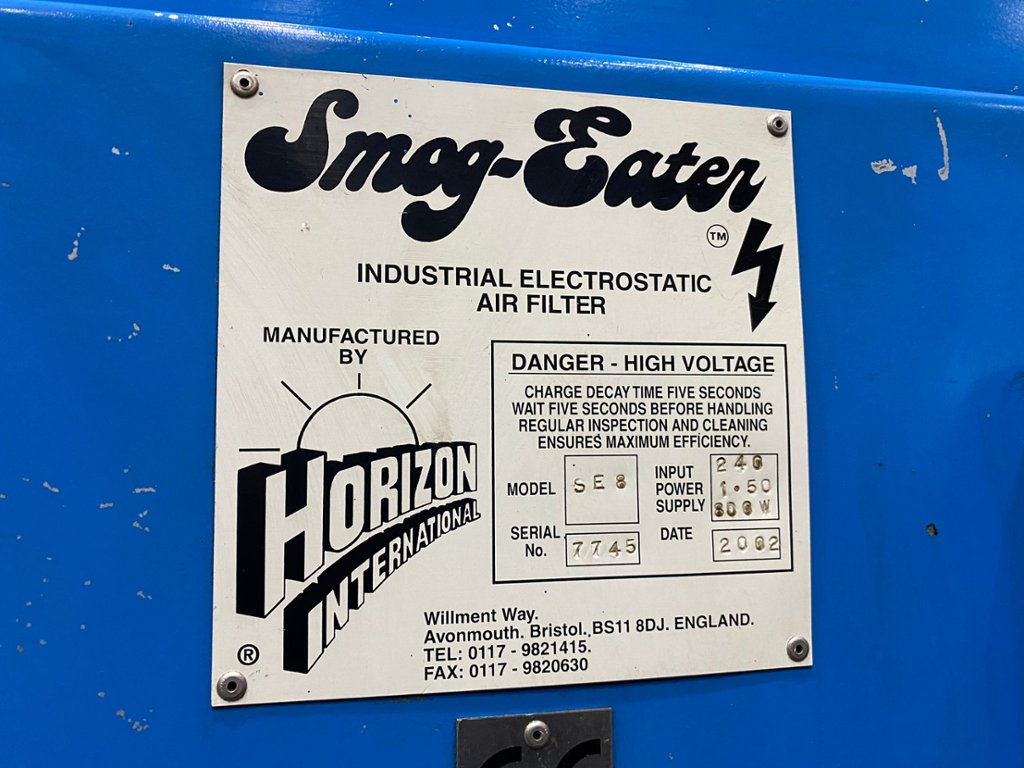 Smog-Eater
TM
INDUSTRIAL ELECTROSTATIC
AIR FILTER
MANUFACTURED
BY
HORIZON
INTERNATIONAL
®
DANGER - HIGH VOLTAGE
CHARGE DECAY TIME FIVE SECONDS
WAIT FIVE SECONDS BEFORE HANDLING
REGULAR INSPECTION AND CLEANING
ENSURES MAXIMUM EFFICIENCY.
MODEL SE8
INPUT POWER SUPPLY
240
1.50
W
SERIAL No. 7745
DATE 2002
Willment Way.
Avonmouth. Bristol. BS11 8DJ. ENGLAND.
TEL: 0117 - 9821415.
FAX: 0117 - 9820630